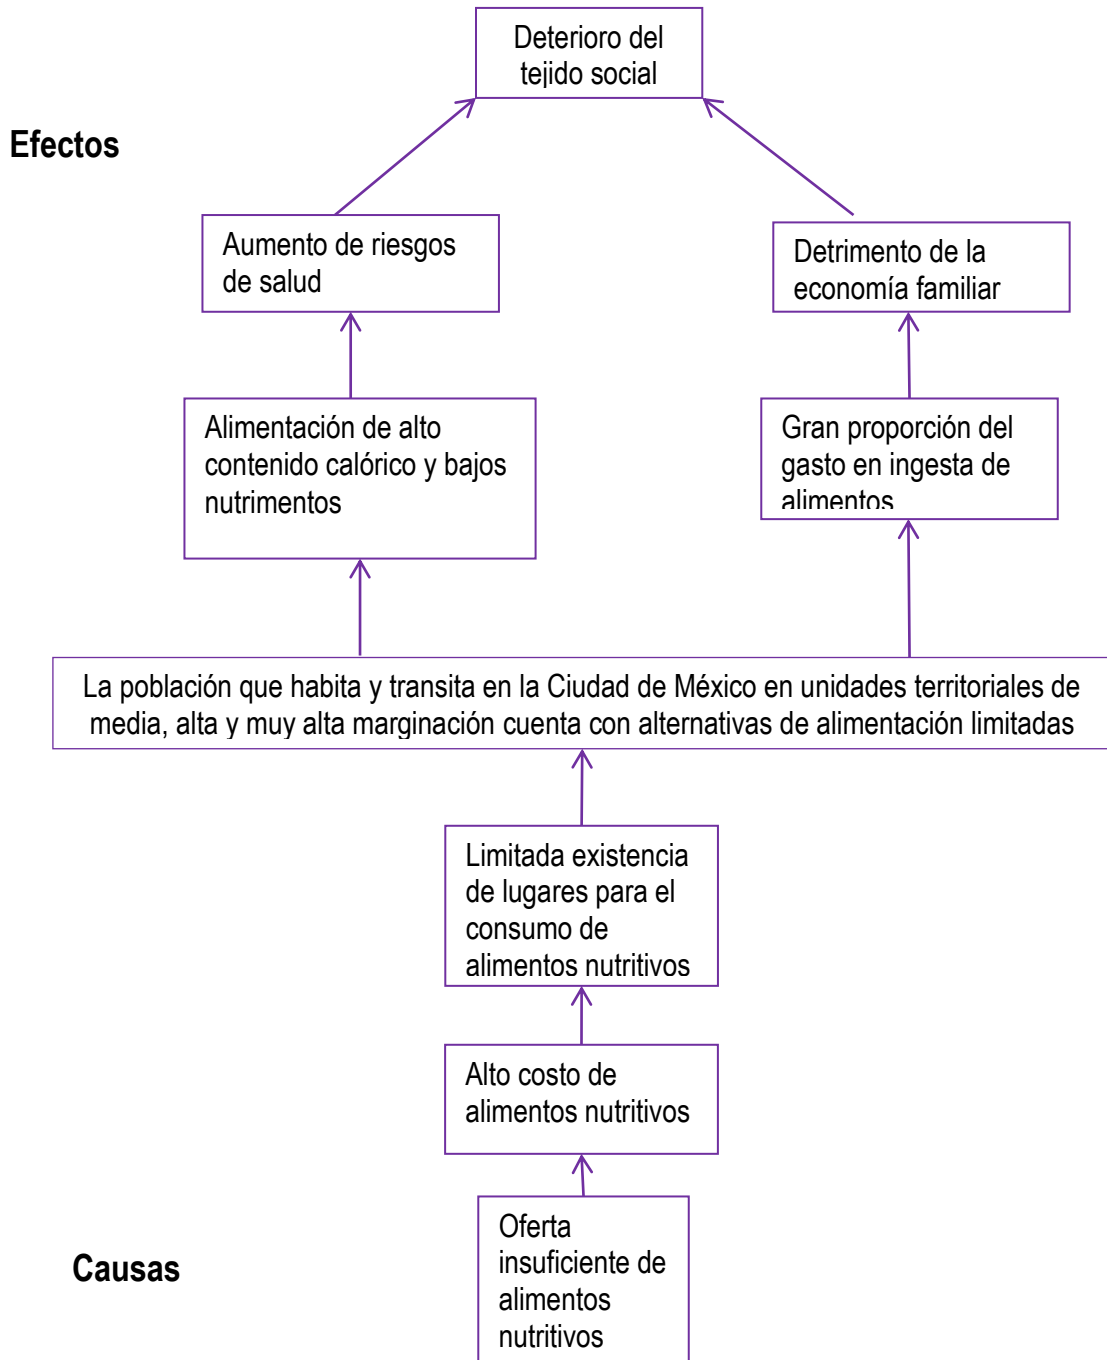 Deterioro del
tejido social
Efectos
Aumento de riesgos
de salud
Detrimento de la
economía familiar
Alimentación de alto
contenido calórico y bajos
nutrimentos
Gran proporción del
gasto en ingesta de
alimentos
La población que habita y transita en la Ciudad de México en unidades territoriales de
media, alta y muy alta marginación cuenta con alternativas de alimentación limitadas
Limitada existencia
de lugares para el
consumo de
alimentos nutritivos
Alto costo de
alimentos nutritivos
Causas
Oferta
insuficiente de
alimentos
nutritivos